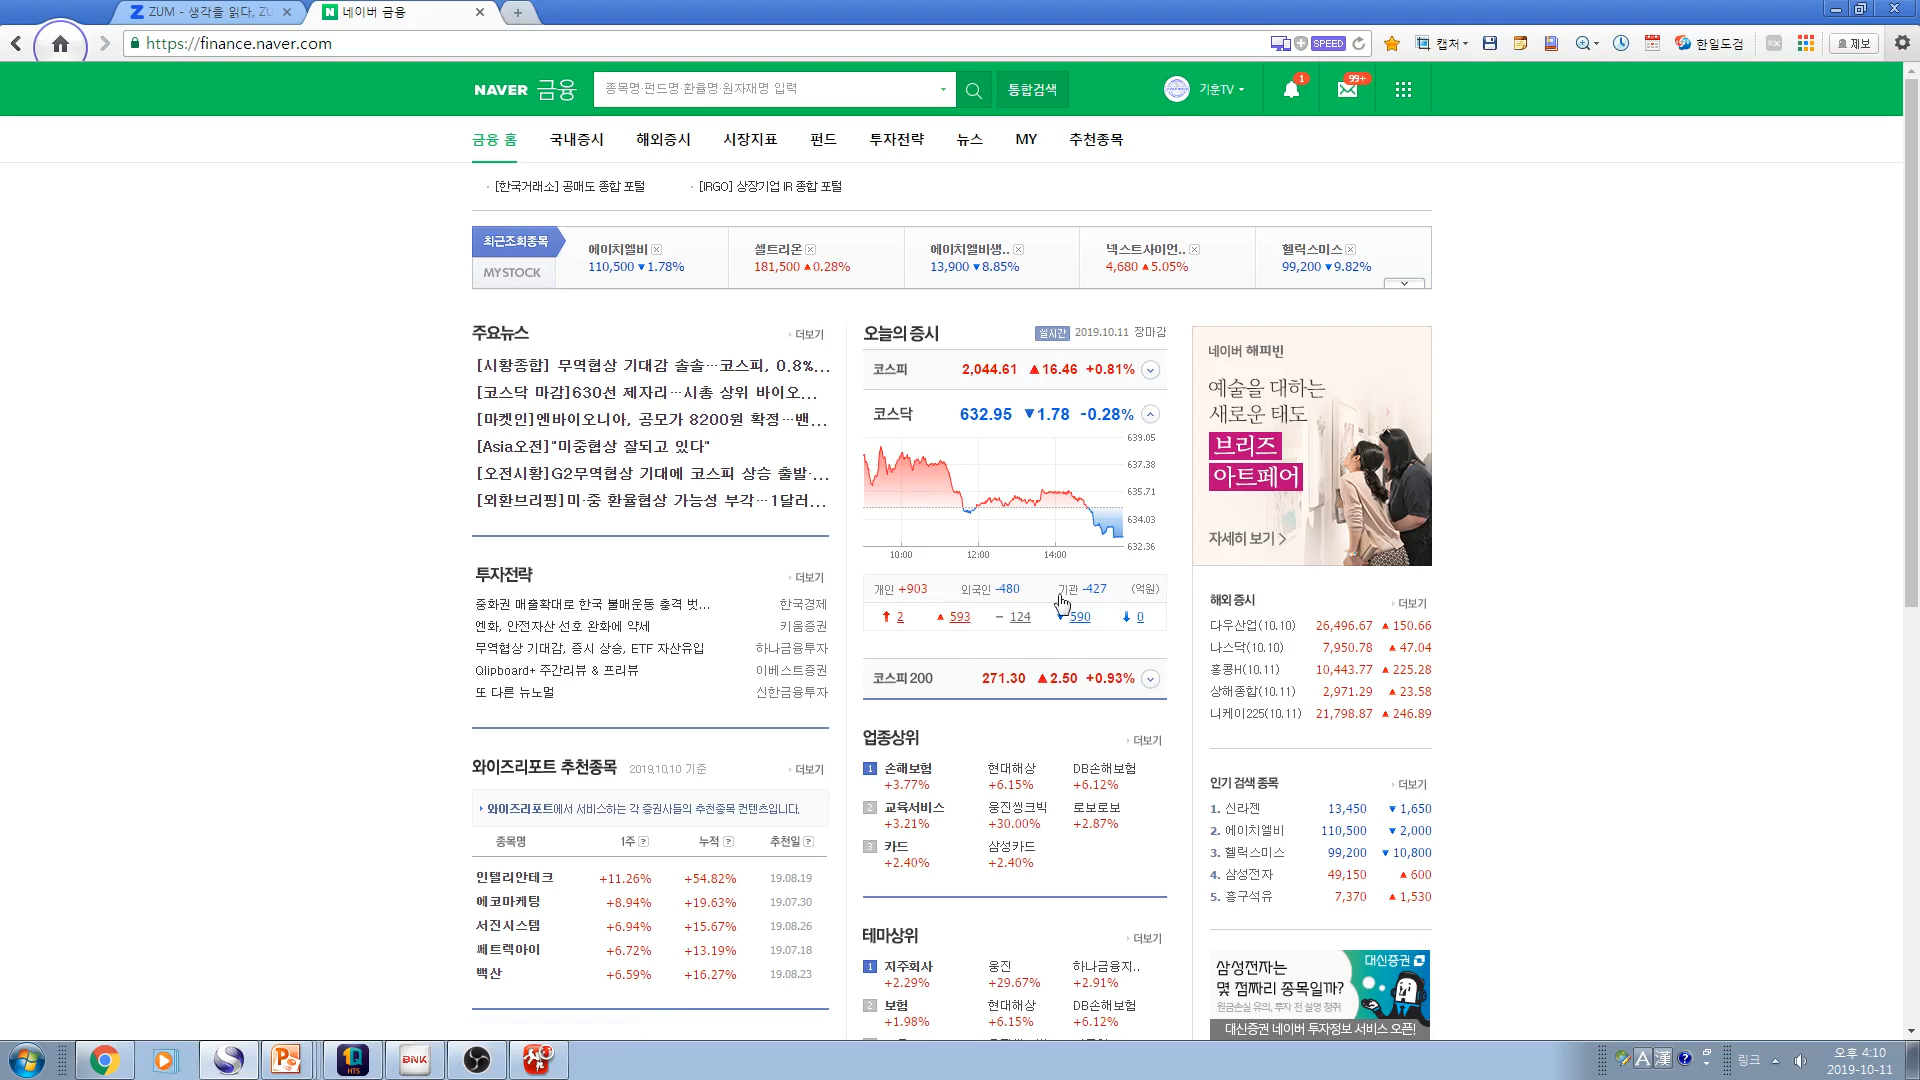 ZUM - 생각을 읽다, ZU
네이버 금융
https://finance.naver.com
SPEED
캡처
한일도검
제보
NAVER 금융
종목명·펀드명·환율명·원자재명 입력
통합검색
기훈TV
1
99+
금융 홈 국내증시 해외증시 시장지표 펀드 투자전략 뉴스 MY 추천종목
[한국거래소] 공매도 종합 포털
[IRGO] 상장기업 IR 종합 포털
최근조회종목
MYSTOCK
에이치엘비
110,500 ▼1.78%
셀트리온
181,500 ▲0.28%
에이치엘비생..
13,900 ▼8.85%
넥스트사이언..
4,680 ▲5.05%
헬릭스미스
99,200 ▼9.82%
주요뉴스 더보기
[시황종합] 무역협상 기대감 솔솔…코스피, 0.8%...
[코스닥 마감]630선 제자리…시총 상위 바이오...
[마켓인]엔바이오니아, 공모가 8200원 확정…밴...
[Asia오전]"미중협상 잘되고 있다"
[오전시황]G2무역협상 기대에 코스피 상승 출발·...
[외환브리핑]미·중 환율협상 가능성 부각…1달러...
투자전략 더보기
중화권 매출확대로 한국 불매운동 충격 벗... 한국경제
엔화, 안전자산 선호 완화에 약세 키움증권
무역협상 기대감, 증시 상승, ETF 자산유입 하나금융투자
Qlipboard+ 주간리뷰 & 프리뷰 이베스트증권
또 다른 뉴노멀 신한금융투자
와이즈리포트 추천종목 2019.10.10 기준 더보기
와이즈리포트에서 서비스하는 각 증권사들의 추천종목 컨텐츠입니다.
종목명 1주 ? 누적 ? 추천일 ?
인텔리안테크 +11.26% +54.82% 19.08.19
에코마케팅 +8.94% +19.63% 19.07.30
서진시스템 +6.94% +15.67% 19.08.26
쎄트렉아이 +6.72% +13.19% 19.07.18
백산 +6.59% +16.27% 19.08.23
오늘의 증시 실시간 2019.10.11 장마감
코스피 2,044.61 ▲16.46 +0.81%
코스닥 632.95 ▼1.78 -0.28%
639.05
637.38
635.71
634.03
632.36
10:00 12:00 14:00
개인 +903 외국인 -480 기관 -427 (억원)
↑ 2 ▲ 593 － 124 ▼ 590 ↓ 0
코스피200 271.30 ▲2.50 +0.93%
업종상위 더보기
1 손해보험 현대해상 DB손해보험
+3.77% +6.15% +6.12%
2 교육서비스 웅진씽크빅 로보로보
+3.21% +30.00% +2.87%
3 카드 삼성카드
+2.40% +2.40%
테마상위 더보기
1 지주회사 웅진 하나금융지..
+2.29% +29.67% +2.91%
2 보험 현대해상 DB손해보험
+1.98% +6.15% +6.12%
네이버 해피빈
예술을 대하는
새로운 태도
브리즈
아트페어
자세히 보기 >
해외증시 더보기
다우산업(10.10) 26,496.67 ▲ 150.66
나스닥(10.10) 7,950.78 ▲ 47.04
홍콩H(10.11) 10,443.77 ▲ 225.28
상해종합(10.11) 2,971.29 ▲ 23.58
니케이225(10.11) 21,798.87 ▲ 246.89
인기 검색 종목 더보기
1. 신라젠 13,450 ▼ 1,650
2. 에이치엘비 110,500 ▼ 2,000
3. 헬릭스미스 99,200 ▼ 10,800
4. 삼성전자 49,150 ▲ 600
5. 흥구석유 7,370 ▲ 1,530
대신증권
삼성전자는
몇 점짜리 종목일까?
원금손실 유의, 투자 전 설명 청취
대신증권 네이버 투자정보 서비스 오픈!
1Q
HTS
BNK
A 漢
링크
오후 4:10
2019-10-11